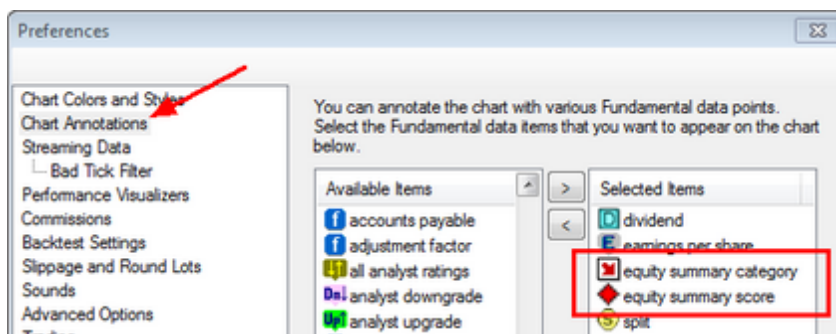 Preferences
Chart Colors and Styles
Chart Annotations
Streaming Data
Bad Tick Filter
Performance Visualizers
Commissions
Backtest Settings
Slippage and Round Lots
Sounds
Advanced Options
You can annotate the chart with various Fundamental data points.
Select the Fundamental data items that you want to appear on the chart
below.
Available Items
f accounts payable
f adjustment factor
all analyst ratings
Dn analyst downgrade
Up analyst upgrade
>
<
Selected Items
D dividend
E earnings per share
equity summary category
equity summary score
S split